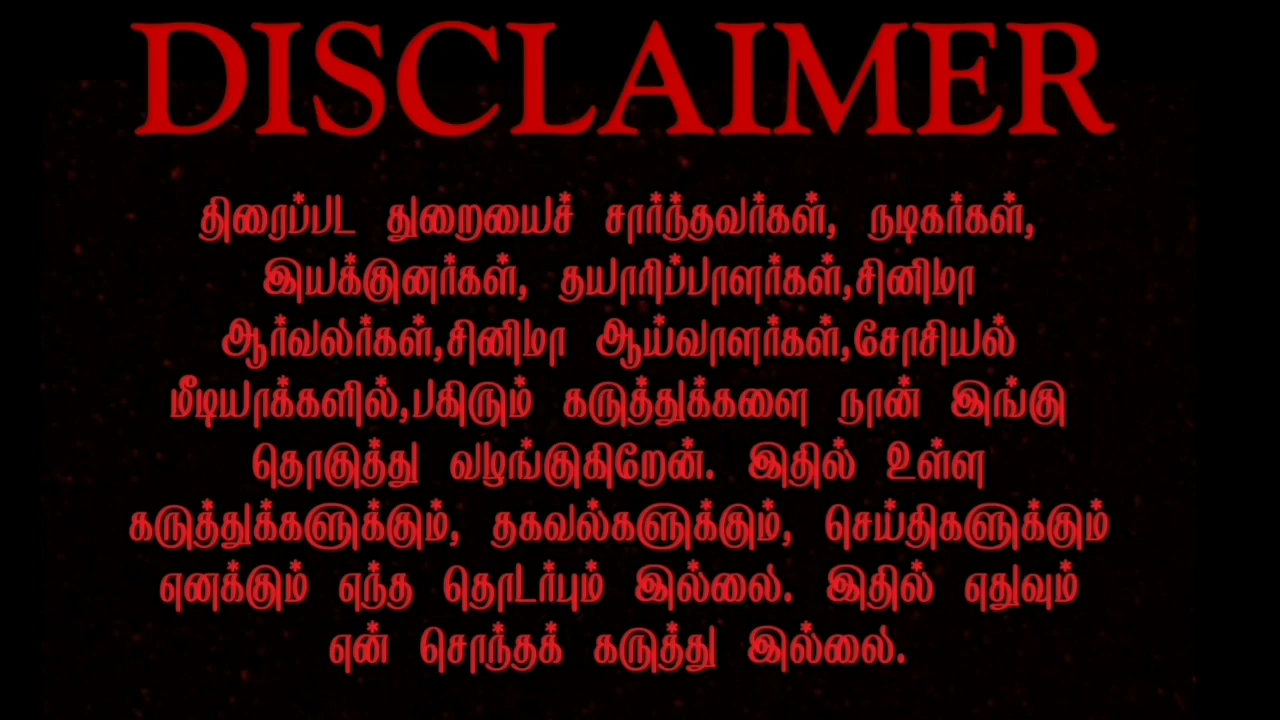 DISCLAIMER
திரைப்பட துறையைச் சார்ந்தவர்கள், நடிகர்கள்,
இயக்குனர்கள், தயாரிப்பாளர்கள்,சினிமா
ஆர்வலர்கள்,சினிமா ஆய்வாளர்கள்,சோசியல்
மீடியாக்களில்,பகிரும் கருத்துக்களை நான் இங்கு
தொகுத்து வழங்குகிறேன். இதில் உள்ள
கருத்துக்களுக்கும், தகவல்களுக்கும், செய்திகளுக்கும்
எனக்கும் எந்த தொடர்பும் இல்லை. இதில் எதுவும்
என் சொந்தக் கருத்து இல்லை.